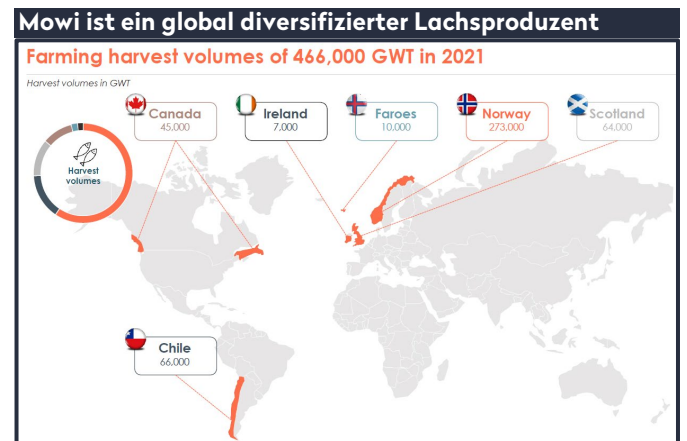 Mowi ist ein global diversifizierter Lachsproduzent
Farming harvest volumes of 466,000 GWT in 2021
Harvest volumes in GWT
Canada
45,000
Ireland
7,000
Faroes
10,000
Norway
273,000
Scotland
64,000
Harvest
volumes
Chile
66,000